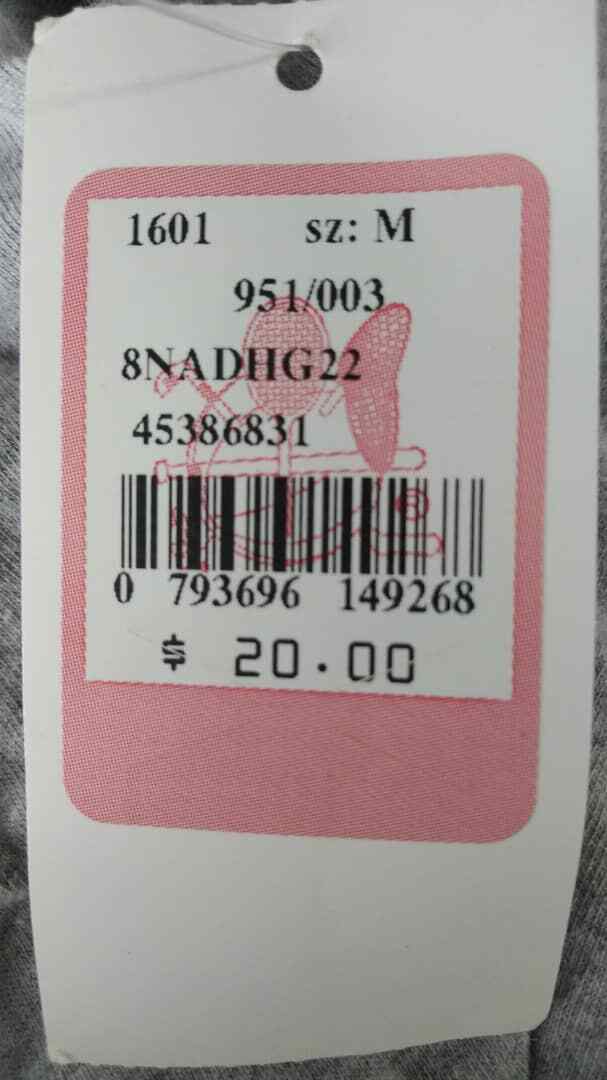 1601 sz: M
951/003
8NADHG22
45386831
0 793696 149268
$ 20.00